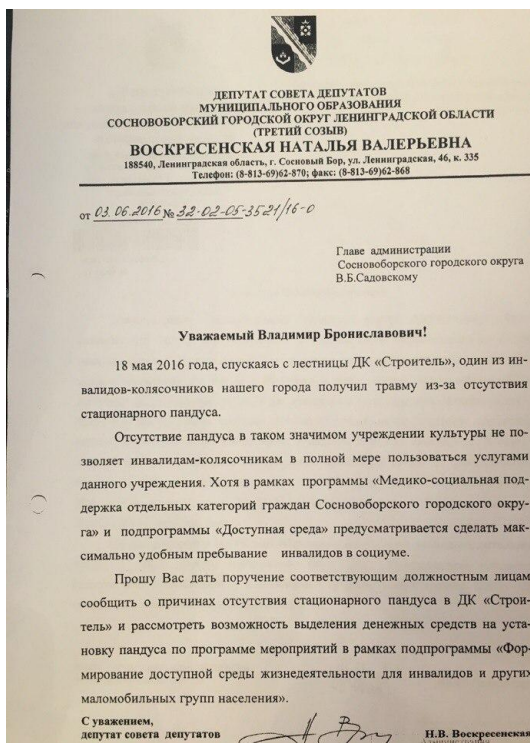 ДЕПУТАТ СОВЕТА ДЕПУТАТОВ
МУНИЦИПАЛЬНОГО ОБРАЗОВАНИЯ
СОСНОВОБОРСКИЙ ГОРОДСКОЙ ОКРУГ ЛЕНИНГРАДСКОЙ ОБЛАСТИ
(ТРЕТИЙ СОЗЫВ)
ВОСКРЕСЕНСКАЯ НАТАЛЬЯ ВАЛЕРЬЕВНА
188540, Ленинградская область, г. Сосновый Бор, ул. Ленинградская, 46, к. 335
Телефон: (8-813-69)62-870; факс: (8-813-69)62-868
от 03.06.2016 № 32-02-05-3521/16-0
Главе администрации
Сосновоборского городского округа
В.Б.Садовскому
Уважаемый Владимир Брониславович!
18 мая 2016 года, спускаясь с лестницы ДК «Строитель», один из ин-
валидов-колясочников нашего города получил травму из-за отсутствия
стационарного пандуса.
Отсутствие пандуса в таком значимом учреждении культуры не по-
зволяет инвалидам-колясочникам в полной мере пользоваться услугами
данного учреждения. Хотя в рамках программы «Медико-социальная под-
держка отдельных категорий граждан Сосновоборского городского окру-
га» и подпрограммы «Доступная среда» предусматривается сделать мак-
симально удобным пребывание инвалидов в социуме.
Прошу Вас дать поручение соответствующим должностным лицам
сообщить о причинах отсутствия стационарного пандуса в ДК «Строи-
тель» и рассмотреть возможность выделения денежных средств на уста-
новку пандуса по программе мероприятий в рамках подпрограммы «Фор-
мирование доступной среды жизнедеятельности для инвалидов и других
маломобильных групп населения».
С уважением,
депутат совета депутатов
Н.В. Воскресенская